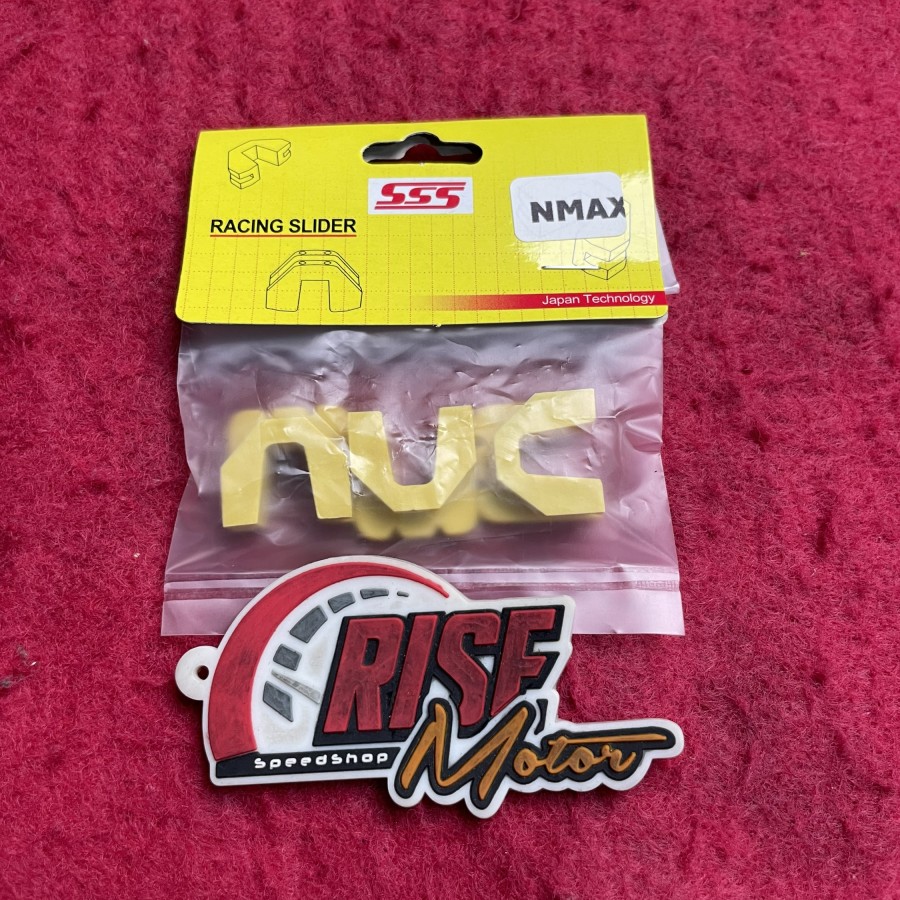 SSS
NMAX
RACING SLIDER
Japan Technology
RISE
Motor
SpeedShop